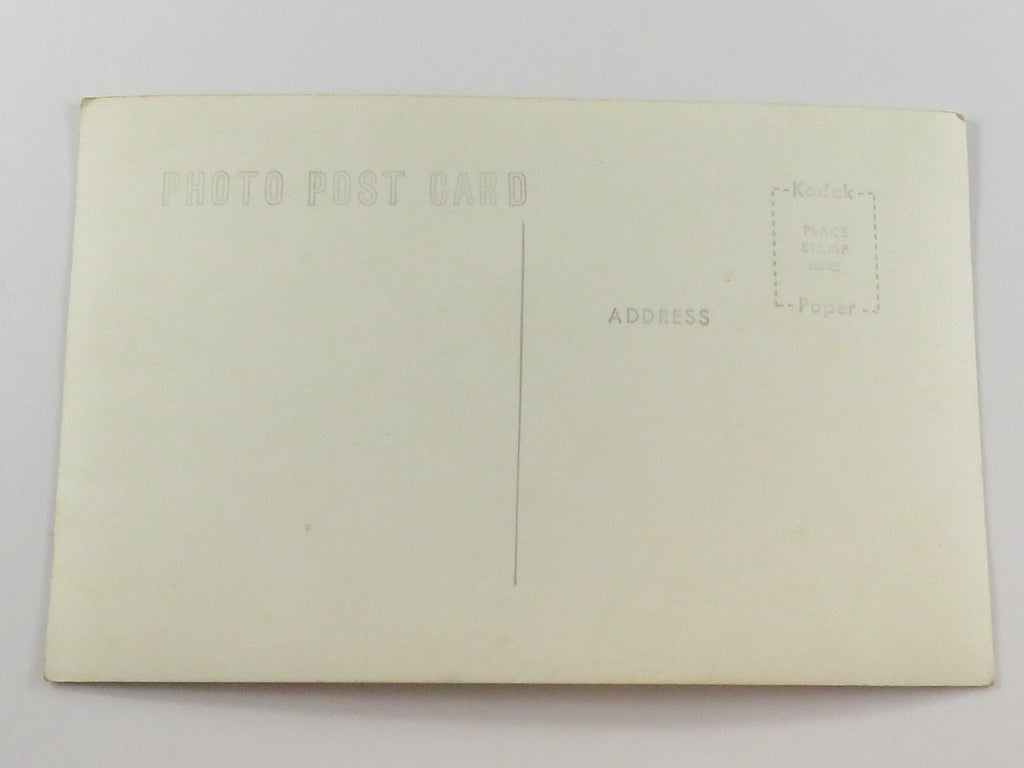 PHOTO POST CARD
Kodak
PLACE
STAMP
HERE
Paper
ADDRESS